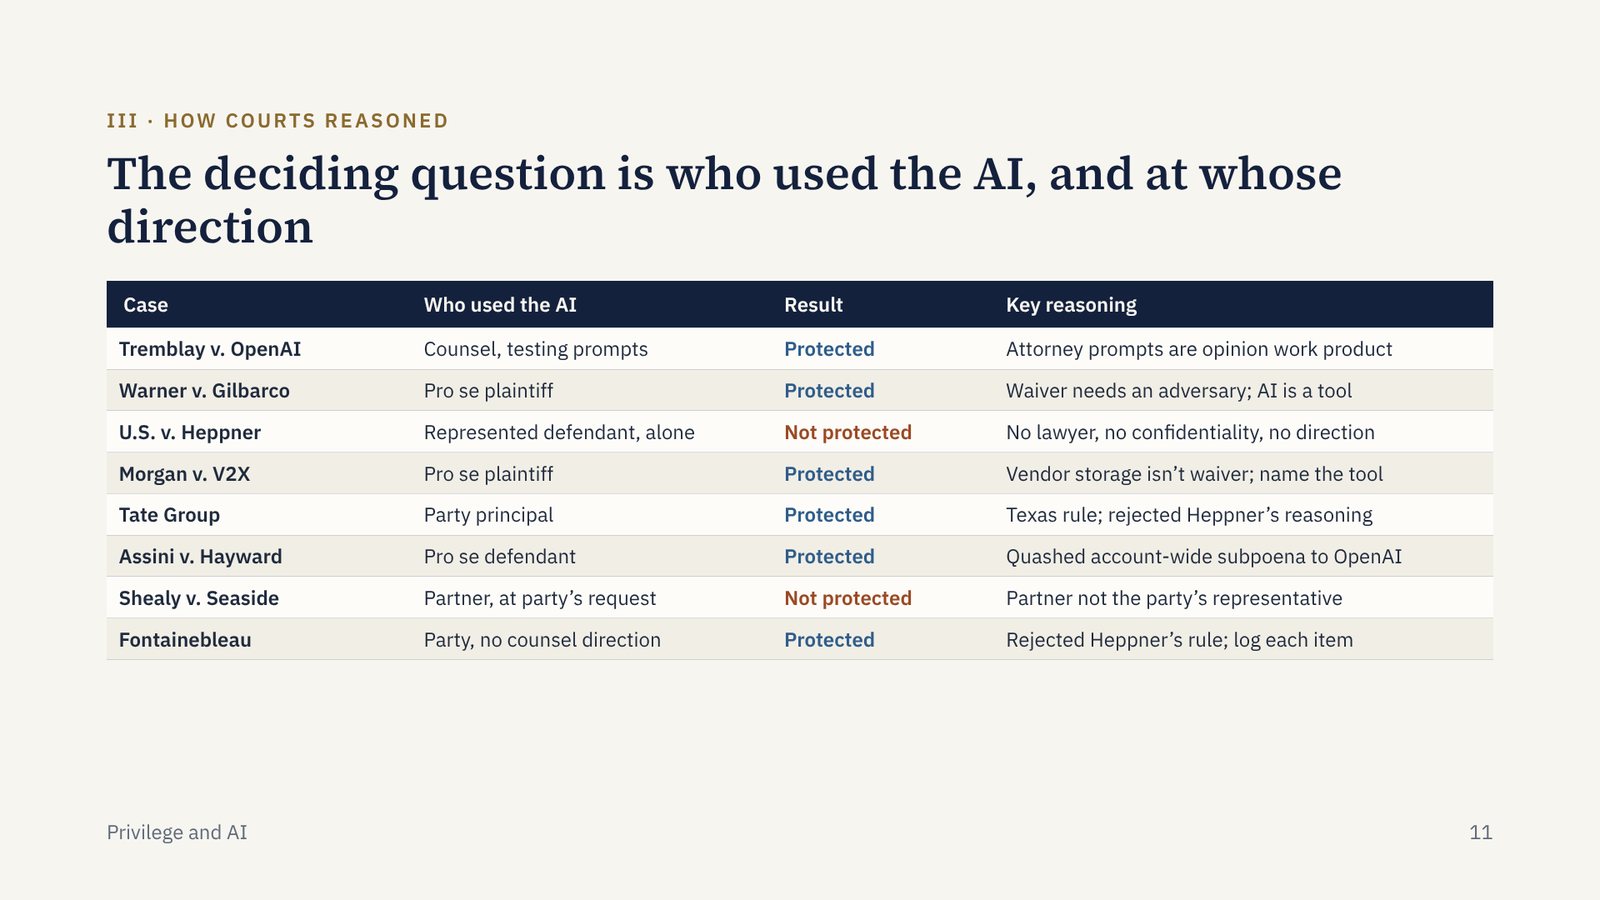 III · HOW COURTS REASONED
The deciding question is who used the AI, and at whose
direction
Case Who used the AI Result Key reasoning
Tremblay v. OpenAI Counsel, testing prompts Protected Attorney prompts are opinion work product
Warner v. Gilbarco Pro se plaintiff Protected Waiver needs an adversary; AI is a tool
U.S. v. Heppner Represented defendant, alone Not protected No lawyer, no confidentiality, no direction
Morgan v. V2X Pro se plaintiff Protected Vendor storage isn’t waiver; name the tool
Tate Group Party principal Protected Texas rule; rejected Heppner’s reasoning
Assini v. Hayward Pro se defendant Protected Quashed account-wide subpoena to OpenAI
Shealy v. Seaside Partner, at party’s request Not protected Partner not the party’s representative
Fontainebleau Party, no counsel direction Protected Rejected Heppner’s rule; log each item
Privilege and AI 11